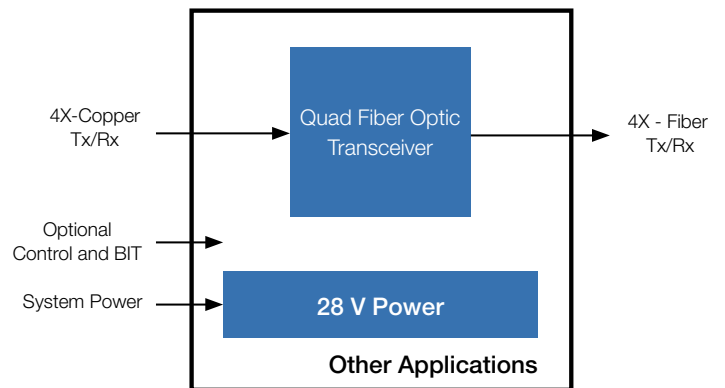 4X-Copper
Tx/Rx
Quad Fiber Optic
Transceiver
4X - Fiber
Tx/Rx
Optional
Control and BIT
System Power
28 V Power
Other Applications